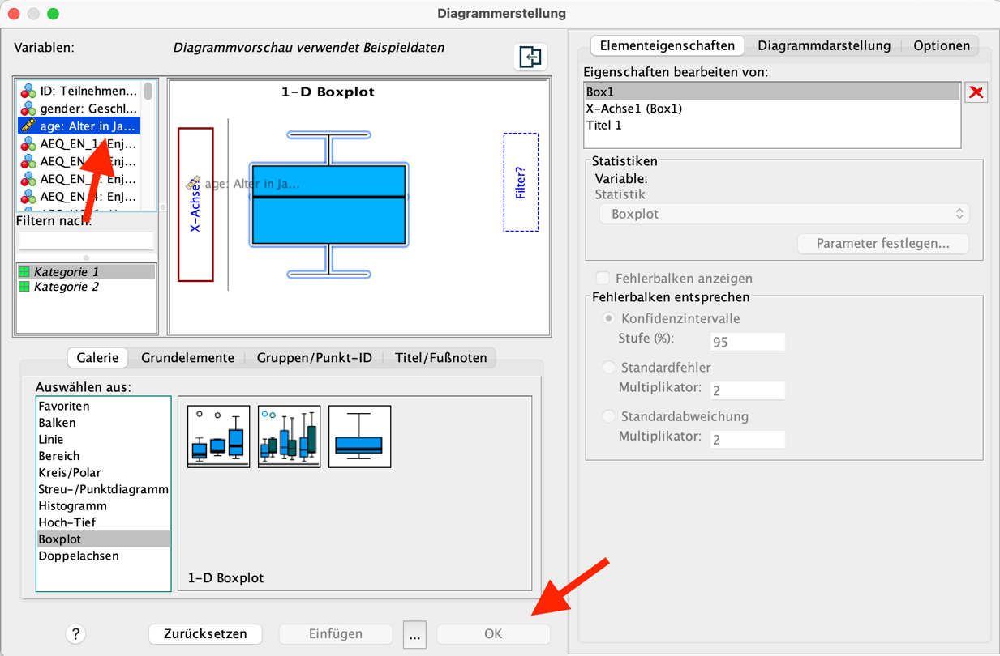 Diagrammerstellung
Variablen:
Diagrammvorschau verwendet Beispieldaten
ID: Teilnehmen...
gender: Geschl...
age: Alter in Ja...
AEQ_EN_1: Enj...
AEQ_EN_
: Enj...
AEQ_EN_
: Enj...
AEQ_EN_4: Enj...
Filtern nach:
Kategorie 1
Kategorie 2
1-D Boxplot
X-Achse?
age: Alter in Ja...
Filter?
Galerie
Grundelemente
Gruppen/Punkt-ID
Titel/Fußnoten
Auswählen aus:
Favoriten
Balken
Linie
Bereich
Kreis/Polar
Streu-/Punktdiagramm
Histogramm
Hoch-Tief
Boxplot
Doppelachsen
1-D Boxplot
?
Zurücksetzen
Einfügen
...
OK
Elementeigenschaften
Diagrammdarstellung
Optionen
Eigenschaften bearbeiten von:
Box1
X-Achse1 (Box1)
Titel 1
Statistiken
Variable:
Statistik
Boxplot
Parameter festlegen...
Fehlerbalken anzeigen
Fehlerbalken entsprechen
Konfidenzintervalle
Stufe (%): 95
Standardfehler
Multiplikator: 2
Standardabweichung
Multiplikator: 2